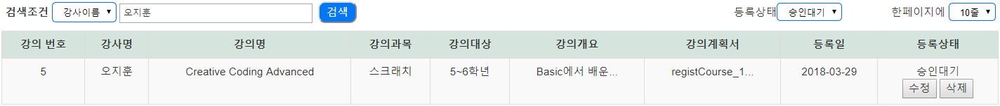 검색조건 강사이름 오지훈 검색 등록상태 승인대기 한페이지에 10줄
강의 번호 강사명 강의명 강의과목 강의대상 강의개요 강의계획서 등록일 등록상태
5 오지훈 Creative Coding Advanced 스크래치 5~6학년 Basic에서 배운... registCourse_1... 2018-03-29 승인대기
수정 삭제